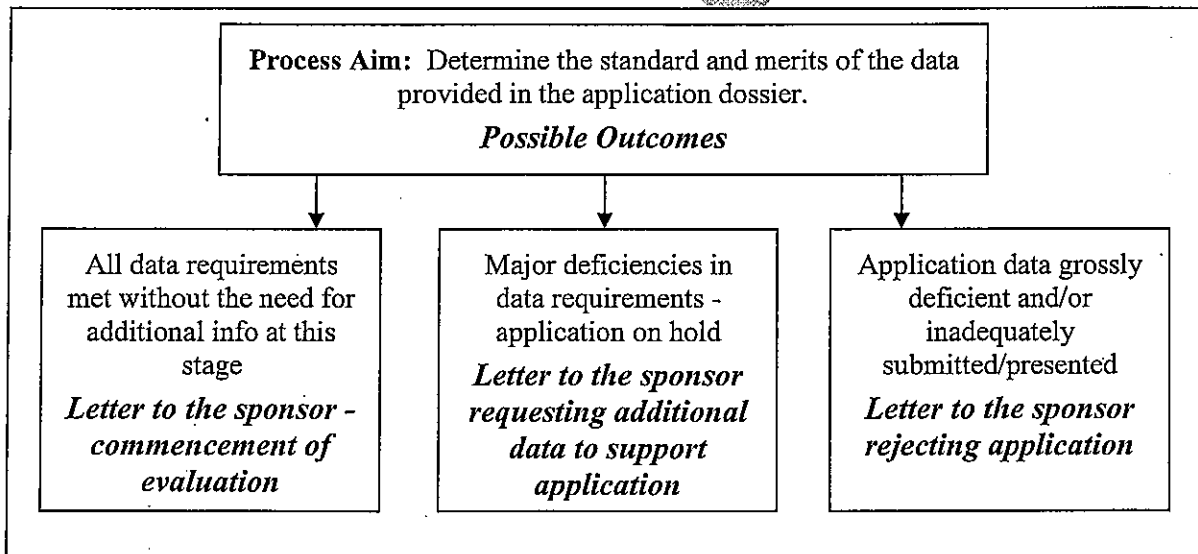 Process Aim: Determine the standard and merits of the data
provided in the application dossier.
Possible Outcomes
All data requirements
met without the need for
additional info at this
stage
Letter to the sponsor -
commencement of
evaluation
Major deficiencies in
data requirements -
application on hold
Letter to the sponsor
requesting additional
data to support
application
Application data grossly
deficient and/or
inadequately
submitted/presented
Letter to the sponsor
rejecting application